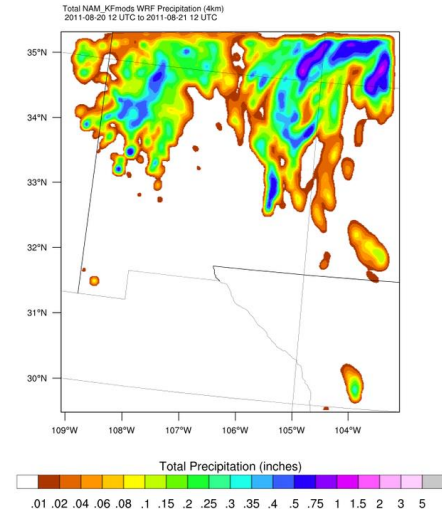 Total NAM_KFmods WRF Precipitation (4km)
2011-08-20 12 UTC to 2011-08-21 12 UTC
35°N
34°N
33°N
32°N
31°N
30°N
109°W 108°W 107°W 106°W 105°W 104°W
Total Precipitation (inches)
.01 .02 .04 .06 .08 .1 .15 .2 .25 .3 .35 .4 .5 .75 1 1.5 2 3 5